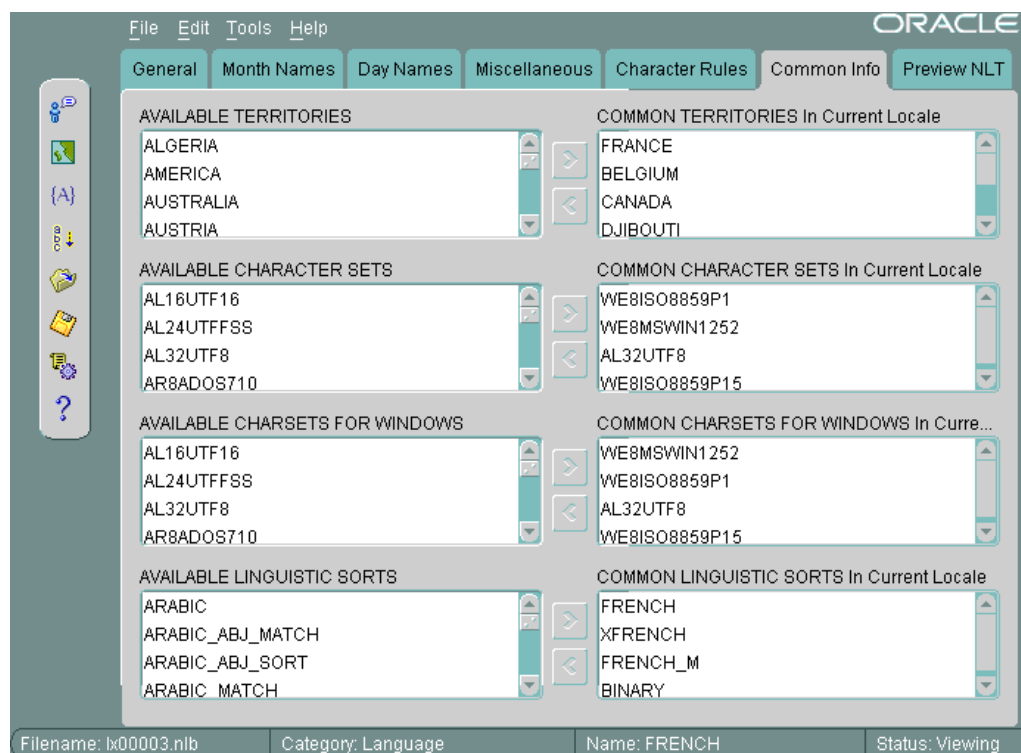 File Edit Tools Help
ORACLE
General Month Names Day Names Miscellaneous Character Rules Common Info Preview NLT
{A}
a
b
c
?
AVAILABLE TERRITORIES
ALGERIA
AMERICA
AUSTRALIA
AUSTRIA
COMMON TERRITORIES In Current Locale
FRANCE
BELGIUM
CANADA
DJIBOUTI
AVAILABLE CHARACTER SETS
AL16UTF16
AL24UTFFSS
AL32UTF8
AR8ADOS710
COMMON CHARACTER SETS In Current Locale
WE8ISO8859P1
WE8MSWIN1252
AL32UTF8
WE8ISO8859P15
AVAILABLE CHARSETS FOR WINDOWS
AL16UTF16
AL24UTFFSS
AL32UTF8
AR8ADOS710
COMMON CHARSETS FOR WINDOWS In Curre...
WE8MSWIN1252
WE8ISO8859P1
AL32UTF8
WE8ISO8859P15
AVAILABLE LINGUISTIC SORTS
ARABIC
ARABIC_ABJ_MATCH
ARABIC_ABJ_SORT
ARABIC_MATCH
COMMON LINGUISTIC SORTS In Current Locale
FRENCH
XFRENCH
FRENCH_M
BINARY
Filename: lx00003.nlb Category: Language Name: FRENCH Status: Viewing